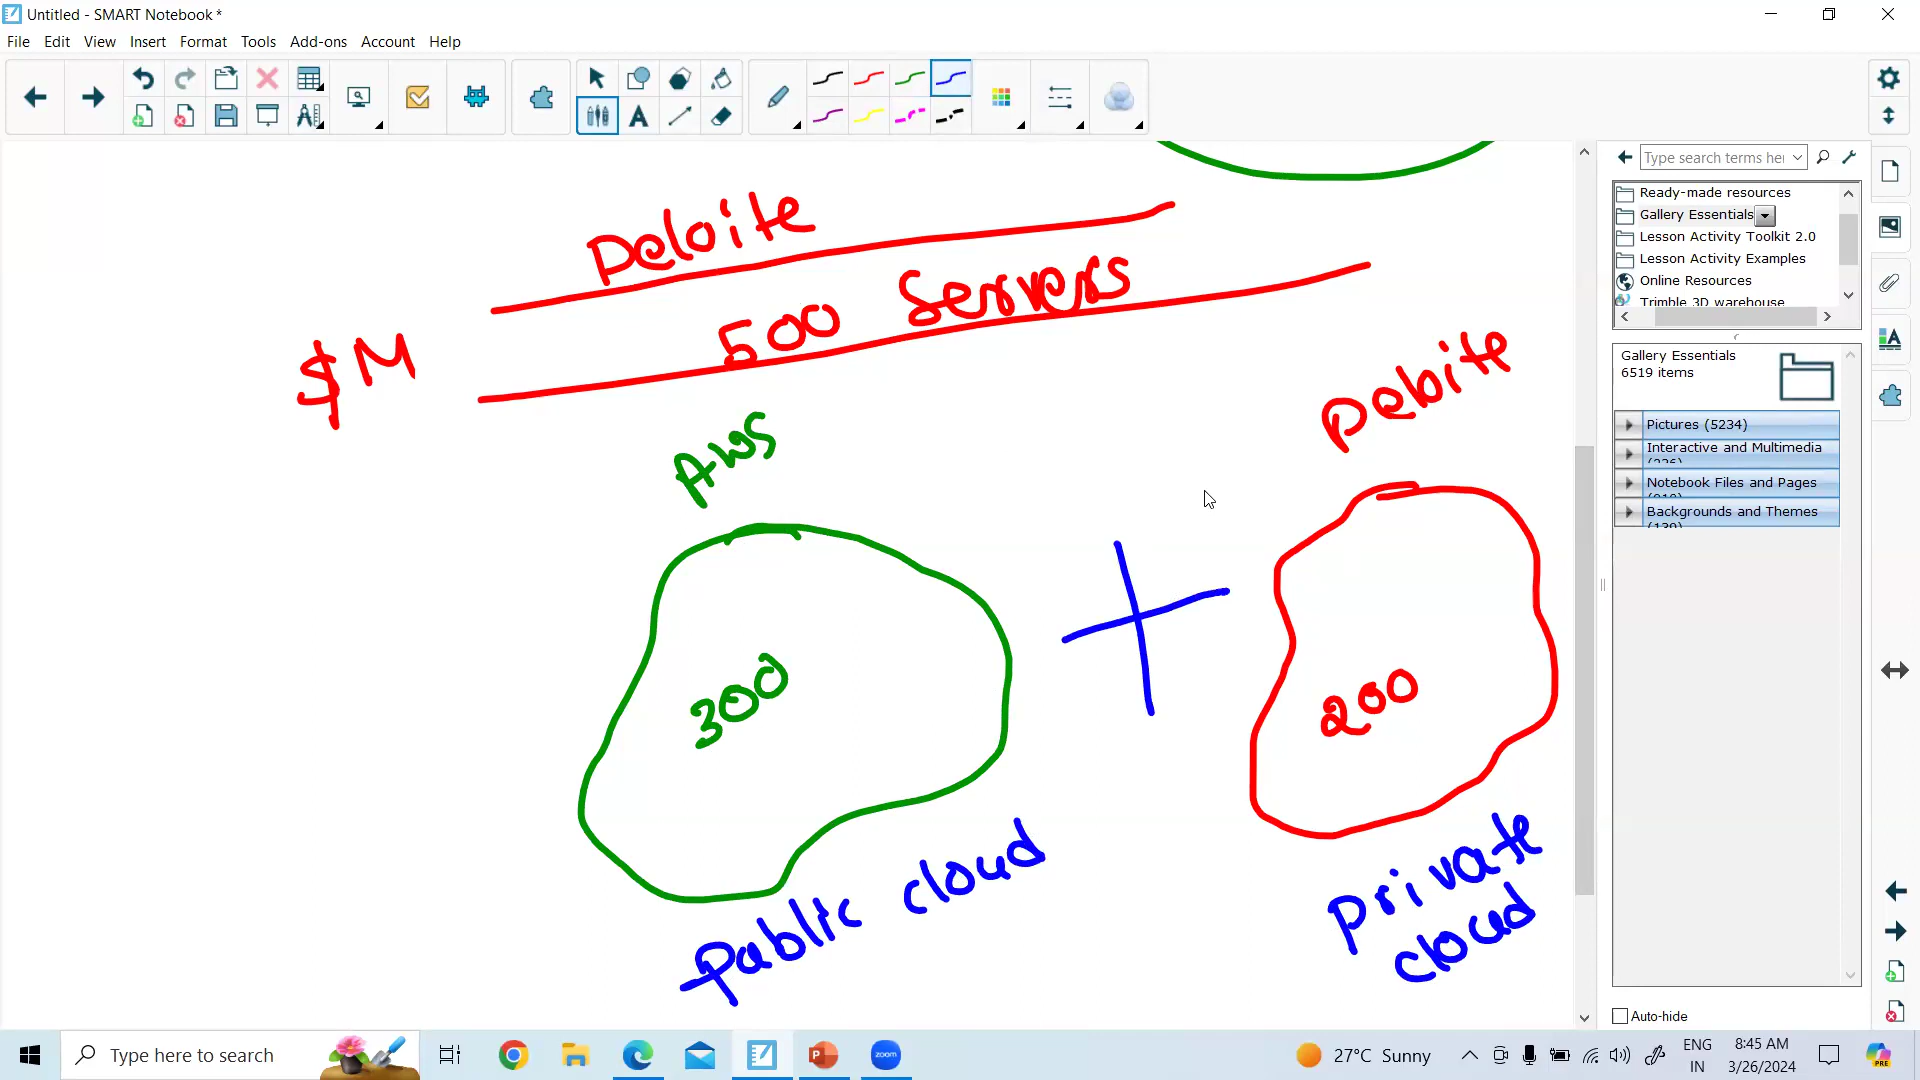 Untitled - SMART Notebook *
File Edit View Insert Format Tools Add-ons Account Help
Type search terms her
Ready-made resources
Gallery Essentials
Lesson Activity Toolkit 2.0
Lesson Activity Examples
Online Resources
Trimble 3D warehouse
Gallery Essentials
6519 items
Pictures (5234)
Interactive and Multimedia
Notebook Files and Pages
Backgrounds and Themes
Auto-hide
Deloite
500 Servers
$M
AWS
Deloite
300
200
public cloud
private
cloud
Type here to search
zoom
27°C Sunny
ENG
IN
8:45 AM
3/26/2024
PRE